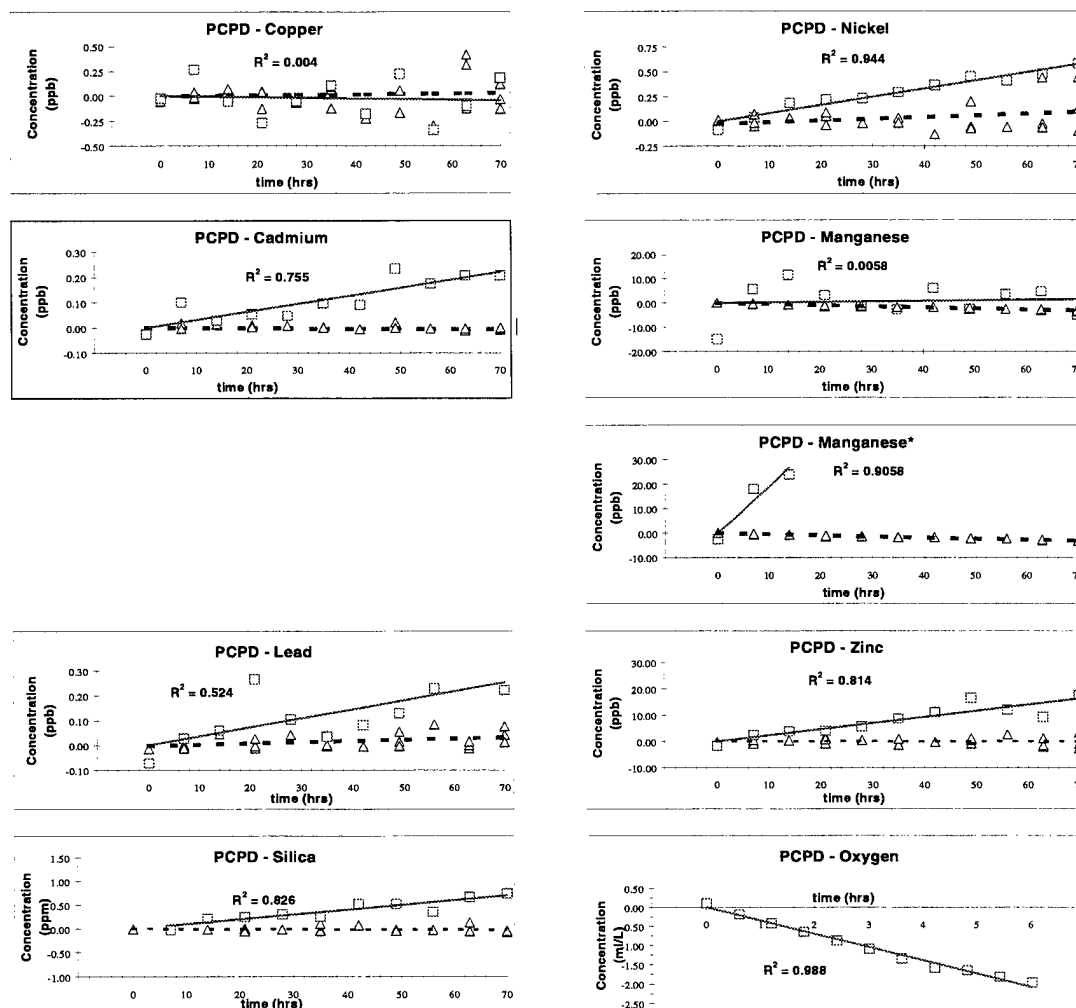 PCPD - Copper
R² = 0.004
Concentration
(ppb)
0.50
0.25
0.00
-0.25
-0.50
0 10 20 30 40 50 60 70
time (hrs)
PCPD - Nickel
R² = 0.944
Concentration
(ppb)
0.75
0.50
0.25
0.00
-0.25
0 10 20 30 40 50 60 70
time (hrs)
PCPD - Cadmium
R² = 0.755
Concentration
(ppb)
0.30
0.20
0.10
0.00
-0.10
0 10 20 30 40 50 60 70
time (hrs)
PCPD - Manganese
R² = 0.0058
Concentration
(ppb)
20.00
10.00
0.00
-10.00
-20.00
0 10 20 30 40 50 60 70
time (hrs)
PCPD - Manganese*
R² = 0.9058
Concentration
(ppb)
30.00
20.00
10.00
0.00
-10.00
0 10 20 30 40 50 60 70
time (hrs)
PCPD - Lead
R² = 0.524
Concentration
(ppb)
0.30
0.20
0.10
0.00
-0.10
0 10 20 30 40 50 60 70
time (hrs)
PCPD - Zinc
R² = 0.814
Concentration
(ppb)
30.00
20.00
10.00
0.00
-10.00
0 10 20 30 40 50 60 70
time (hrs)
PCPD - Silica
R² = 0.826
Concentration
(ppm)
1.50
1.00
0.50
0.00
-0.50
-1.00
0 10 20 30 40 50 60 70
time (hrs)
PCPD - Oxygen
time (hrs)
0 1 2 3 4 5 6
Concentration
(ml/L)
0.50
0.00
-0.50
-1.00
-1.50
-2.00
-2.50
R² = 0.988